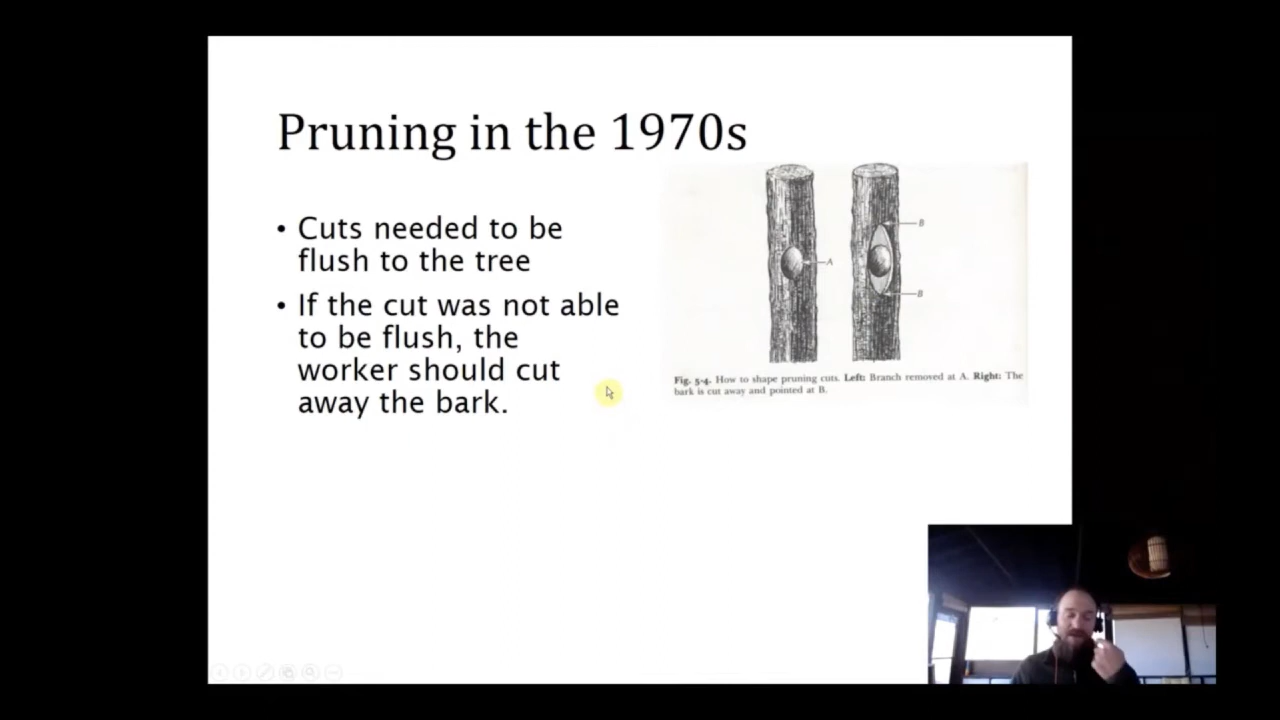 Pruning in the 1970s
• Cuts needed to be
flush to the tree
• If the cut was not able
to be flush, the
worker should cut
away the bark.
A
B
B
Fig. 5-4. How to shape pruning cuts. Left: Branch removed at A. Right: The
bark is cut away and pointed at B.